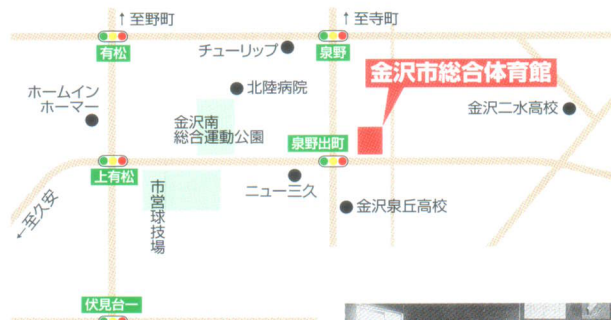 ↑至野町
↑至寺町
有松
チューリップ
泉野
金沢市総合体育館
北陸病院
ホームイン
ホーマー
金沢南
総合運動公園
金沢二水高校
泉野出町
上有松
市営球技場
ニュー三久
金沢泉丘高校
←至久安
伏見台一